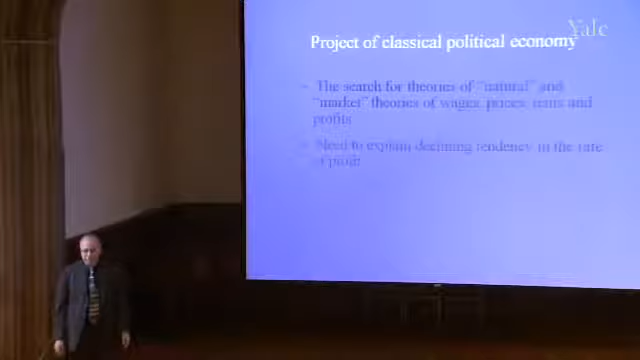 Yale
Project of classical political economy
- The search for theories of "natural" and
"market" theories of wages, prices, rents and
profits
- Need to explain declining tendency in the rate
of profit